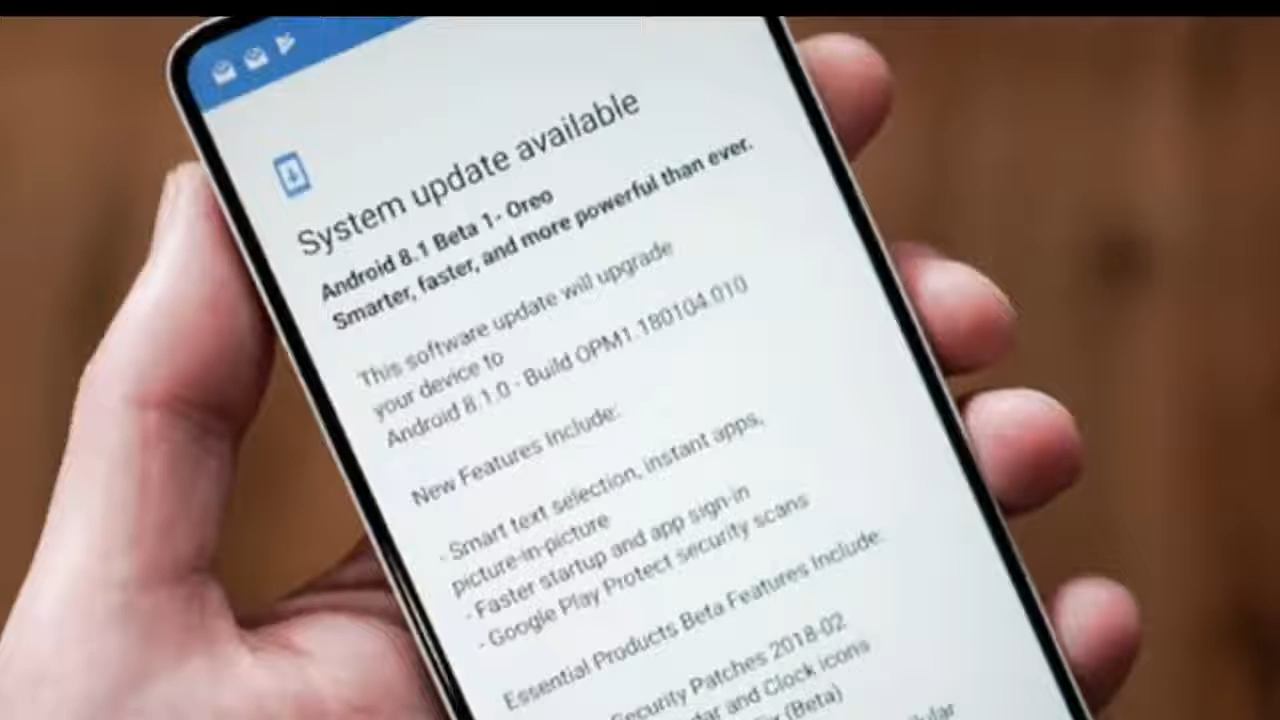 System update available
Android 8.1 Beta 1- Oreo
Smarter, faster, and more powerful than ever.
This software update will upgrade
your device to
Android 8.1.0 - Build OPM1.180104.010
New Features Include:
- Smart text selection, instant apps,
picture-in-picture
- Faster startup and app sign-in
- Google Play Protect security scans
Essential Products Beta Features Include:
Security Patches 2018-02
and Clock icons
(Beta)